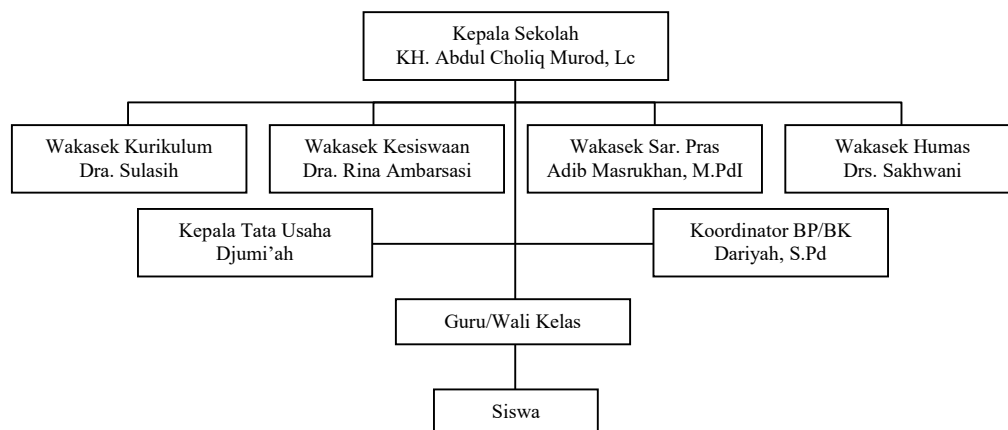 Kepala Sekolah
KH. Abdul Choliq Murod, Lc
Wakasek Kurikulum
Dra. Sulasih
Wakasek Kesiswaan
Dra. Rina Ambarsasi
Wakasek Sar. Pras
Adib Masrukhan, M.PdI
Wakasek Humas
Drs. Sakhwani
Kepala Tata Usaha
Djumi’ah
Koordinator BP/BK
Dariyah, S.Pd
Guru/Wali Kelas
Siswa